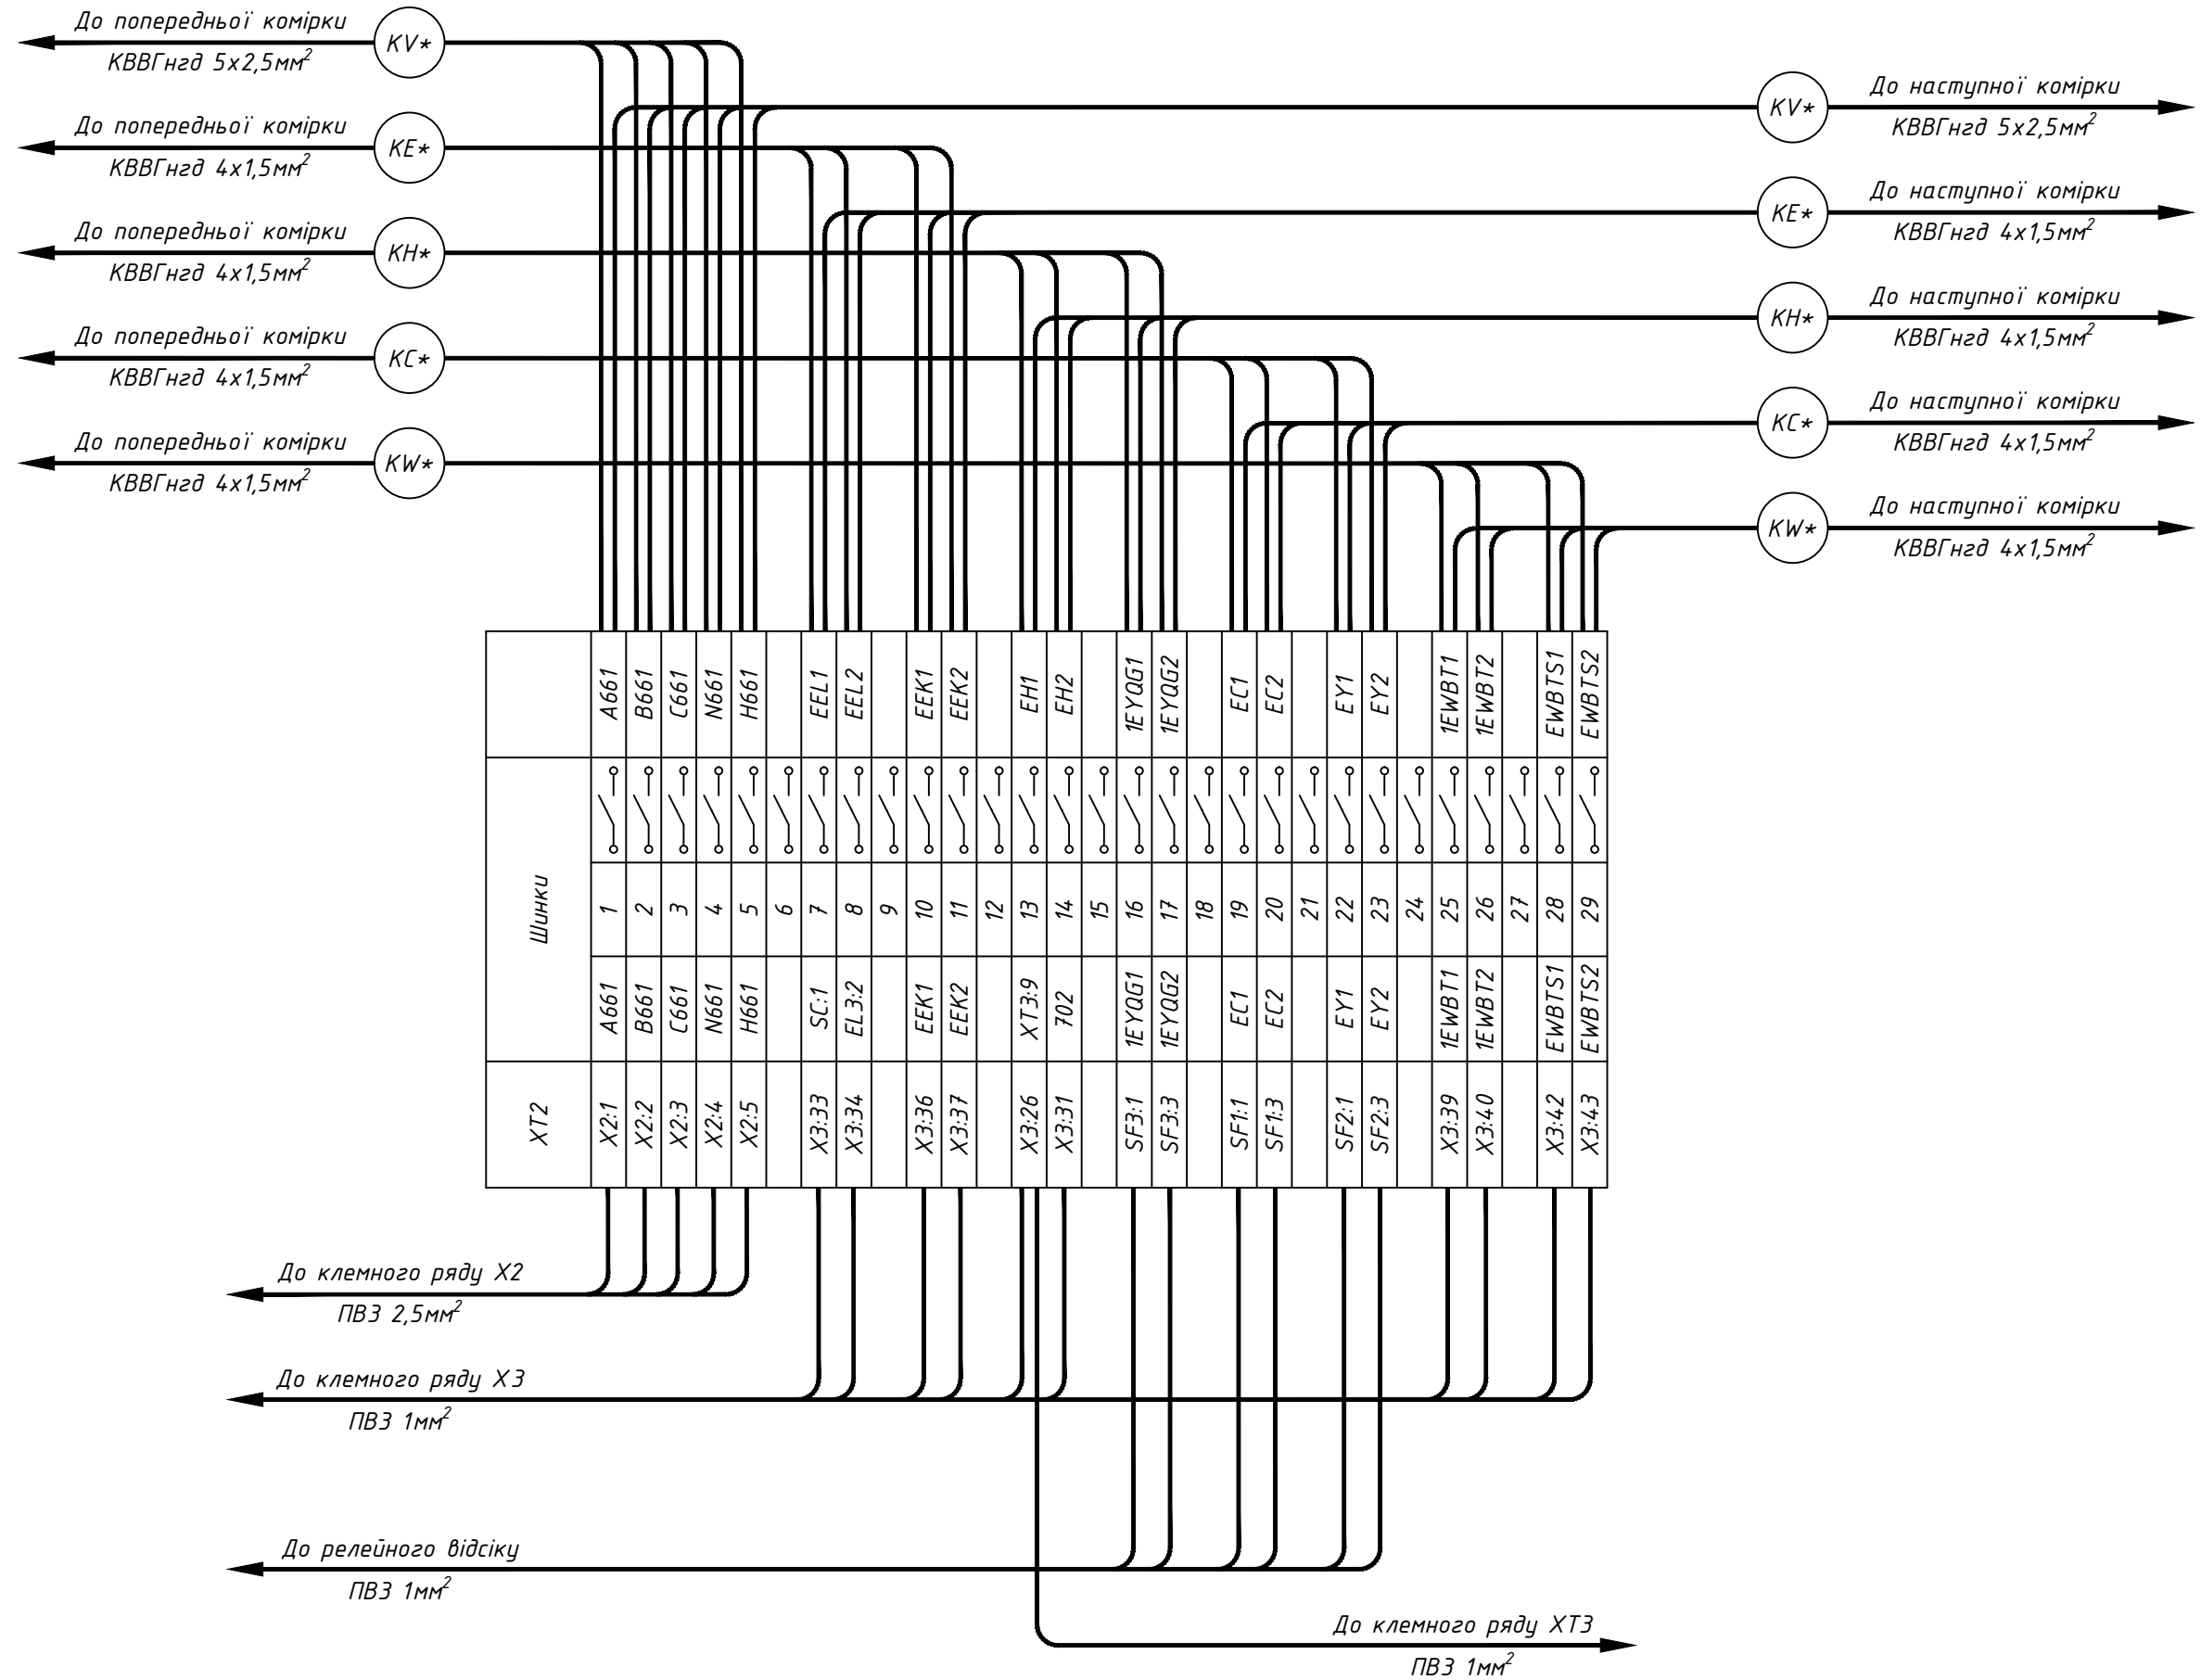 До попередньої комірки
KV*
КВВГнгд 5х2,5мм²
До наступної комірки
KV*
КВВГнгд 5х2,5мм²
До попередньої комірки
KE*
КВВГнгд 4х1,5мм²
До наступної комірки
KE*
КВВГнгд 4х1,5мм²
До попередньої комірки
KH*
КВВГнгд 4х1,5мм²
До наступної комірки
KH*
КВВГнгд 4х1,5мм²
До попередньої комірки
KC*
КВВГнгд 4х1,5мм²
До наступної комірки
KC*
КВВГнгд 4х1,5мм²
До попередньої комірки
KW*
КВВГнгд 4х1,5мм²
До наступної комірки
KW*
КВВГнгд 4х1,5мм²
A661 B661 C661 N661 H661 EEL1 EEL2 EEK1 EEK2 EH1 EH2 1EYQG1 1EYQG2 EC1 EC2 EY1 EY2 1EWBT1 1EWBT2 EWBTS1 EWBTS2
Шинки
1 2 3 4 5 6 7 8 9 10 11 12 13 14 15 16 17 18 19 20 21 22 23 24 25 26 27 28 29
A661 B661 C661 N661 H661 SC:1 EL3:2 EEK1 EEK2 XT3:9 702 1EYQG1 1EYQG2 EC1 EC2 EY1 EY2 1EWBT1 1EWBT2 EWBTS1 EWBTS2
XT2
X2:1 X2:2 X2:3 X2:4 X2:5 X3:33 X3:34 X3:36 X3:37 X3:26 X3:31 SF3:1 SF3:3 SF1:1 SF1:3 SF2:1 SF2:3 X3:39 X3:40 X3:42 X3:43
До клемного ряду X2
ПВ3 2,5мм²
До клемного ряду X3
ПВ3 1мм²
До релейного відсіку
ПВ3 1мм²
До клемного ряду XT3
ПВ3 1мм²